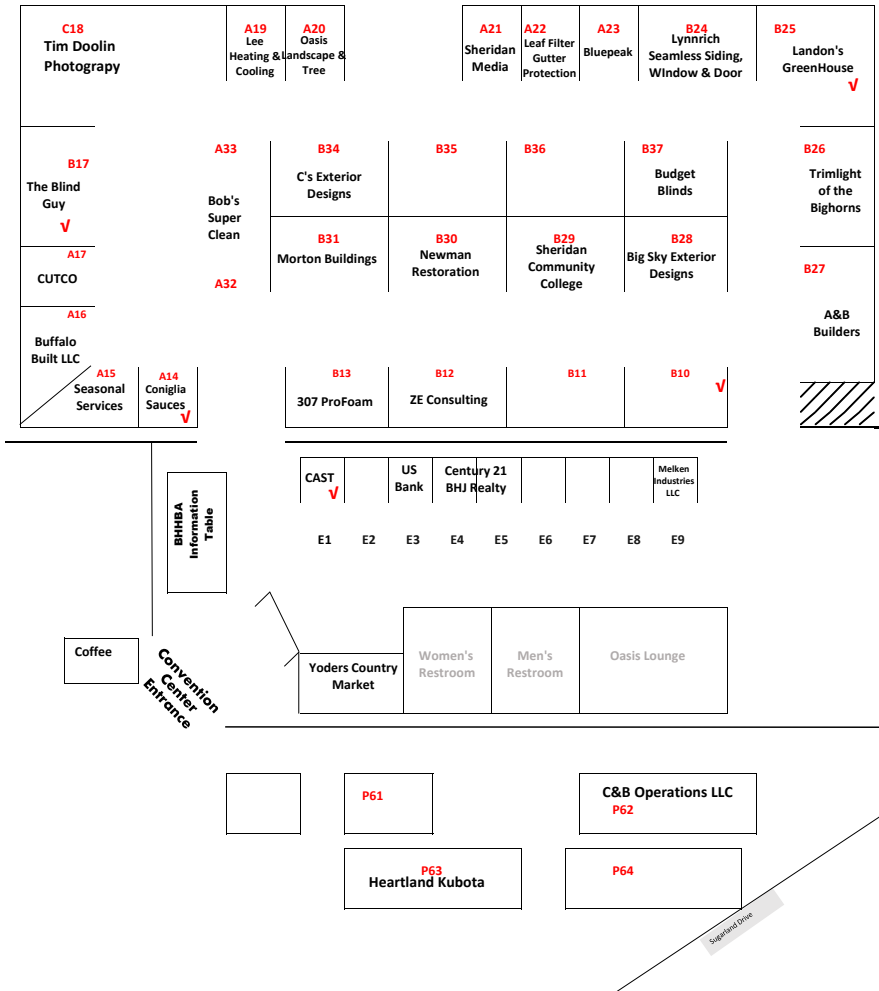 C18
Tim Doolin
Photograpy
A19
Lee
Heating &
Cooling
A20
Oasis
Landscape &
Tree
A21
Sheridan
Media
A22
Leaf Filter
Gutter
Protection
A23
Bluepeak
B24
Lynnrich
Seamless Siding,
WIndow & Door
B25
Landon's
GreenHouse
√
B17
The Blind
Guy
√
A33
Bob's
Super
Clean
A32
B34
C's Exterior
Designs
B35
B36
B37
Budget
Blinds
B26
Trimlight
of the
Bighorns
A17
CUTCO
B31
Morton Buildings
B30
Newman
Restoration
B29
Sheridan
Community
College
B28
Big Sky Exterior
Designs
B27
A&B
Builders
A16
Buffalo
Built LLC
A15
Seasonal
Services
A14
Coniglia
Sauces
√
B13
307 ProFoam
B12
ZE Consulting
B11
B10
√
CAST
√
US
Bank
Century 21
BHJ Realty
Melken
Industries
LLC
BHHBA
Information
Table
E1 E2 E3 E4 E5 E6 E7 E8 E9
Coffee
Convention
Center
Entrance
Yoders Country
Market
Women's
Restroom
Men's
Restroom
Oasis Lounge
P61
C&B Operations LLC
P62
P63
Heartland Kubota
P64
Sugarland Drive